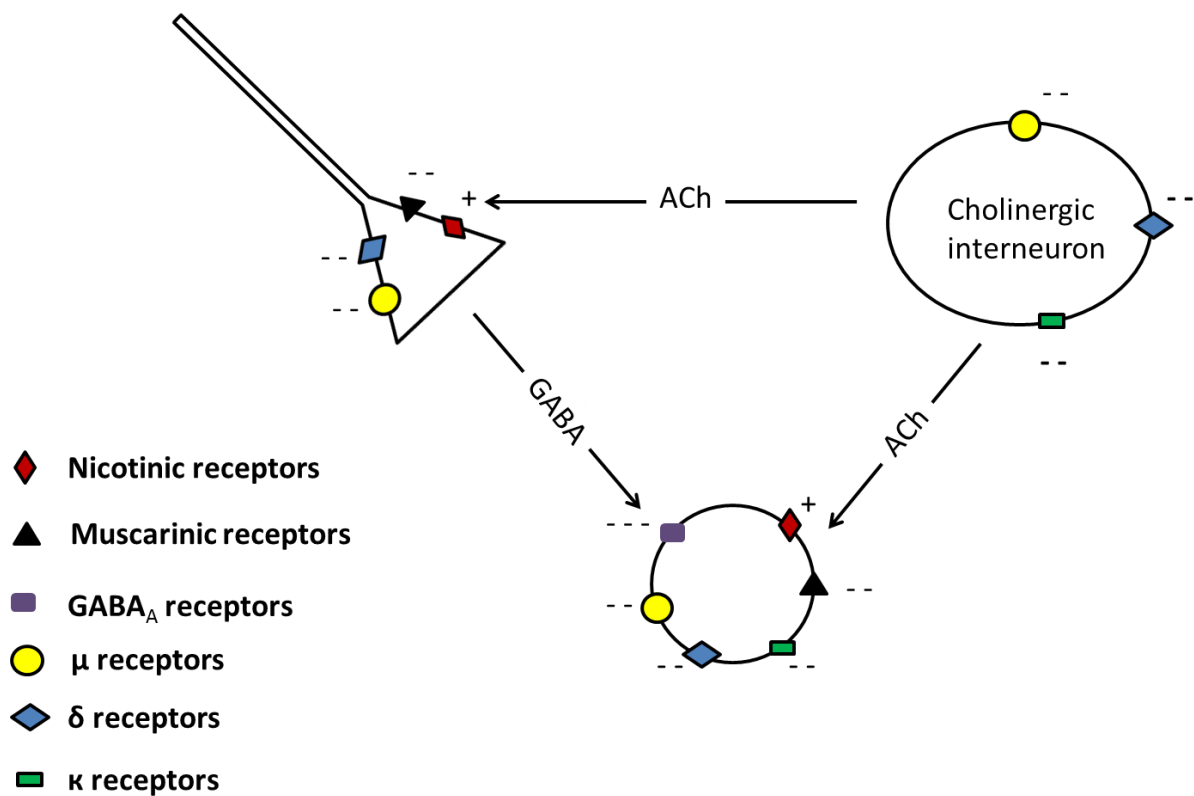 - -
- -
+
ACh
Cholinergic
interneuron
- -
- -
- -
- -
GABA
ACh
- - -
+
- -
- -
- -
- -
Nicotinic receptors
Muscarinic receptors
GABAA receptors
μ receptors
δ receptors
κ receptors